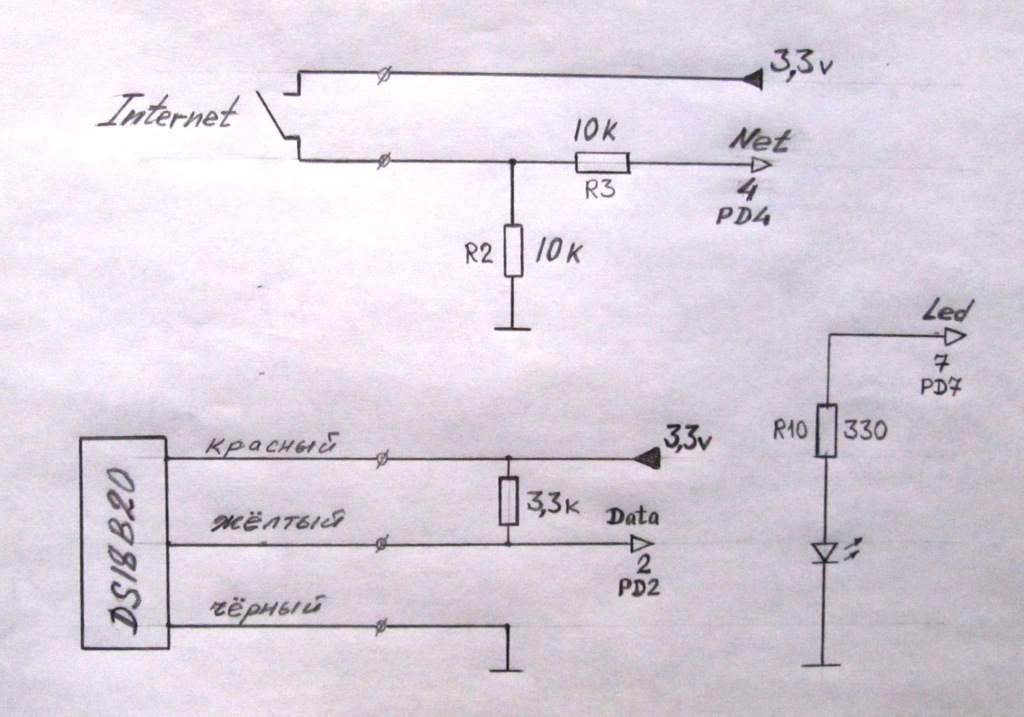 3,3v
Internet
10K
Net
R3
4
PD4
R2
10K
Led
7
PD7
R10
330
красный
3,3v
3,3к
Data
жёлтый
2
PD2
DS18B20
чёрный